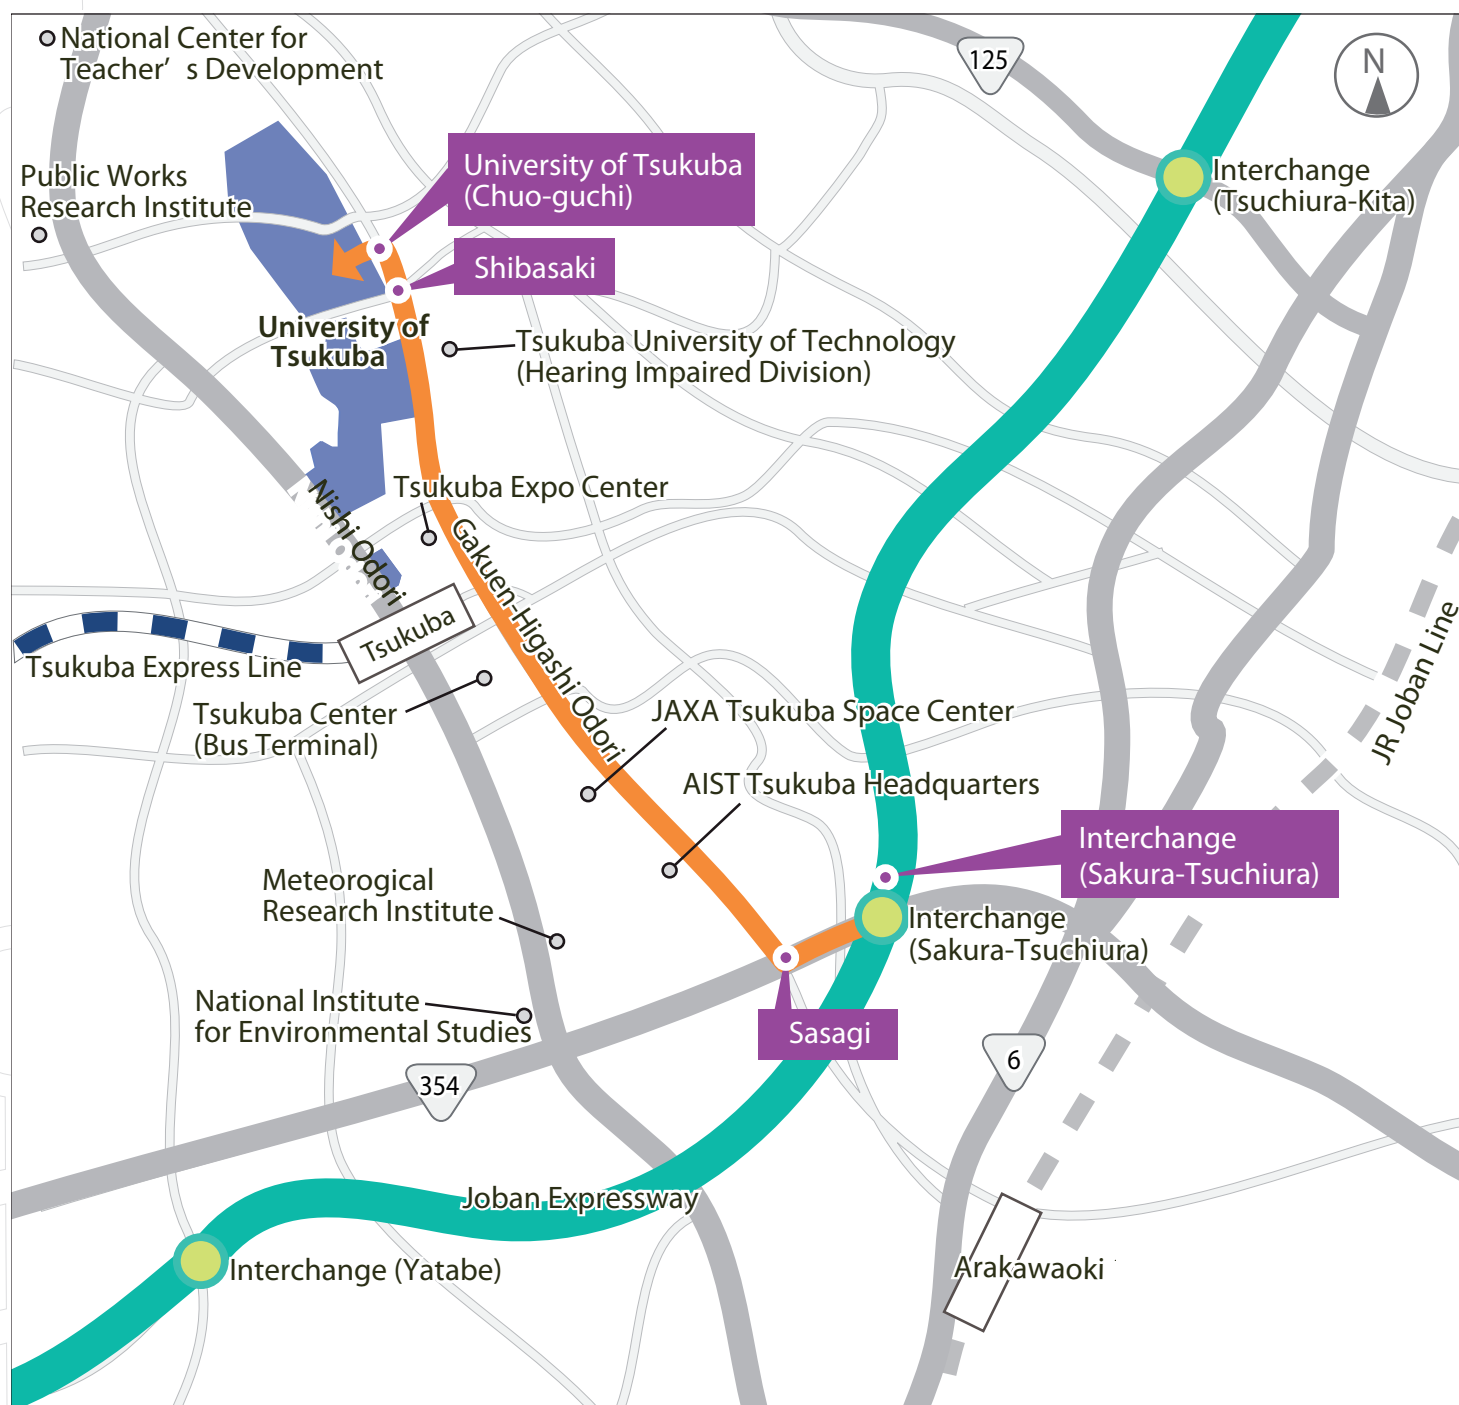 National Center for
Teacher’ s Development
125
N
University of Tsukuba
(Chuo-guchi)
Interchange
(Tsuchiura-Kita)
Public Works
Research Institute
Shibasaki
University of
Tsukuba
Tsukuba University of Technology
(Hearing Impaired Division)
Tsukuba Expo Center
Nishi Odori
Gakuen-Higashi Odori
Tsukuba
Tsukuba Express Line
JR Joban Line
Tsukuba Center
(Bus Terminal)
JAXA Tsukuba Space Center
AIST Tsukuba Headquarters
Interchange
(Sakura-Tsuchiura)
Meteorogical
Research Institute
Interchange
(Sakura-Tsuchiura)
National Institute
for Environmental Studies
Sasagi
6
354
Joban Expressway
Interchange (Yatabe)
Arakawaoki